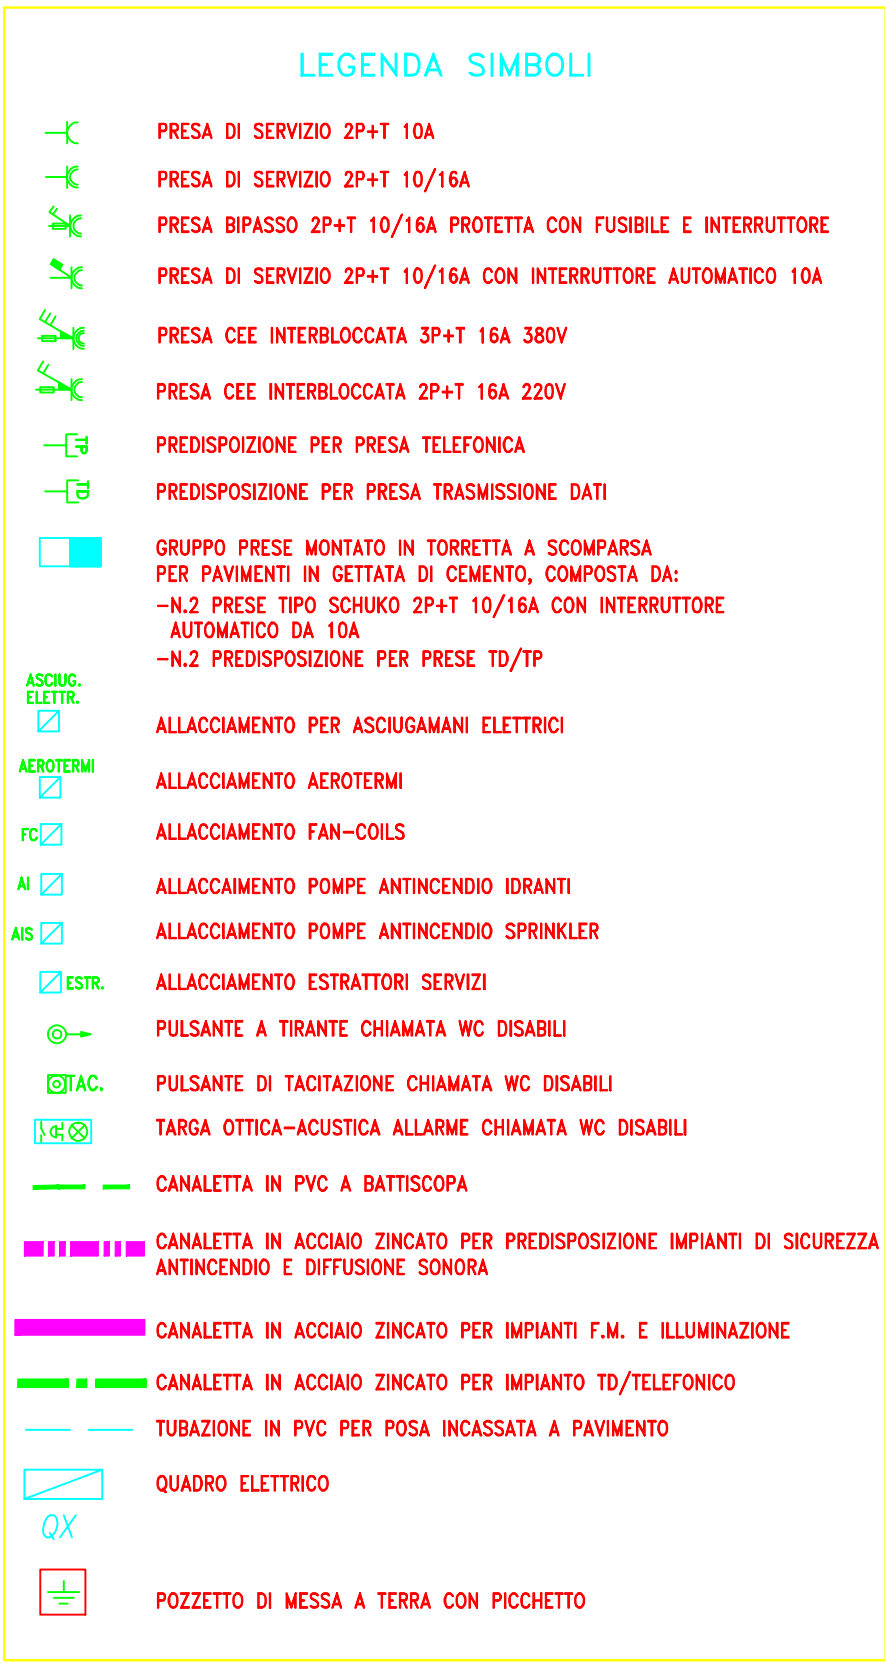 LEGENDA SIMBOLI
PRESA DI SERVIZIO 2P+T 10A
PRESA DI SERVIZIO 2P+T 10/16A
PRESA BIPASSO 2P+T 10/16A PROTETTA CON FUSIBILE E INTERRUTTORE
PRESA DI SERVIZIO 2P+T 10/16A CON INTERRUTTORE AUTOMATICO 10A
PRESA CEE INTERBLOCCATA 3P+T 16A 380V
PRESA CEE INTERBLOCCATA 2P+T 16A 220V
TP PREDISPOIZIONE PER PRESA TELEFONICA
TD PREDISPOSIZIONE PER PRESA TRASMISSIONE DATI
GRUPPO PRESE MONTATO IN TORRETTA A SCOMPARSA
PER PAVIMENTI IN GETTATA DI CEMENTO, COMPOSTA DA:
-N.2 PRESE TIPO SCHUKO 2P+T 10/16A CON INTERRUTTORE
AUTOMATICO DA 10A
-N.2 PREDISPOSIZIONE PER PRESE TD/TP
ASCIUG.
ELETTR.
ALLACCIAMENTO PER ASCIUGAMANI ELETTRICI
AEROTERMI
ALLACCIAMENTO AEROTERMI
FC ALLACCIAMENTO FAN-COILS
AI ALLACCAIMENTO POMPE ANTINCENDIO IDRANTI
AIS ALLACCIAMENTO POMPE ANTINCENDIO SPRINKLER
ESTR. ALLACCIAMENTO ESTRATTORI SERVIZI
PULSANTE A TIRANTE CHIAMATA WC DISABILI
TAC. PULSANTE DI TACITAZIONE CHIAMATA WC DISABILI
TARGA OTTICA-ACUSTICA ALLARME CHIAMATA WC DISABILI
CANALETTA IN PVC A BATTISCOPA
CANALETTA IN ACCIAIO ZINCATO PER PREDISPOSIZIONE IMPIANTI DI SICUREZZA
ANTINCENDIO E DIFFUSIONE SONORA
CANALETTA IN ACCIAIO ZINCATO PER IMPIANTI F.M. E ILLUMINAZIONE
CANALETTA IN ACCIAIO ZINCATO PER IMPIANTO TD/TELEFONICO
TUBAZIONE IN PVC PER POSA INCASSATA A PAVIMENTO
QUADRO ELETTRICO
QX
POZZETTO DI MESSA A TERRA CON PICCHETTO